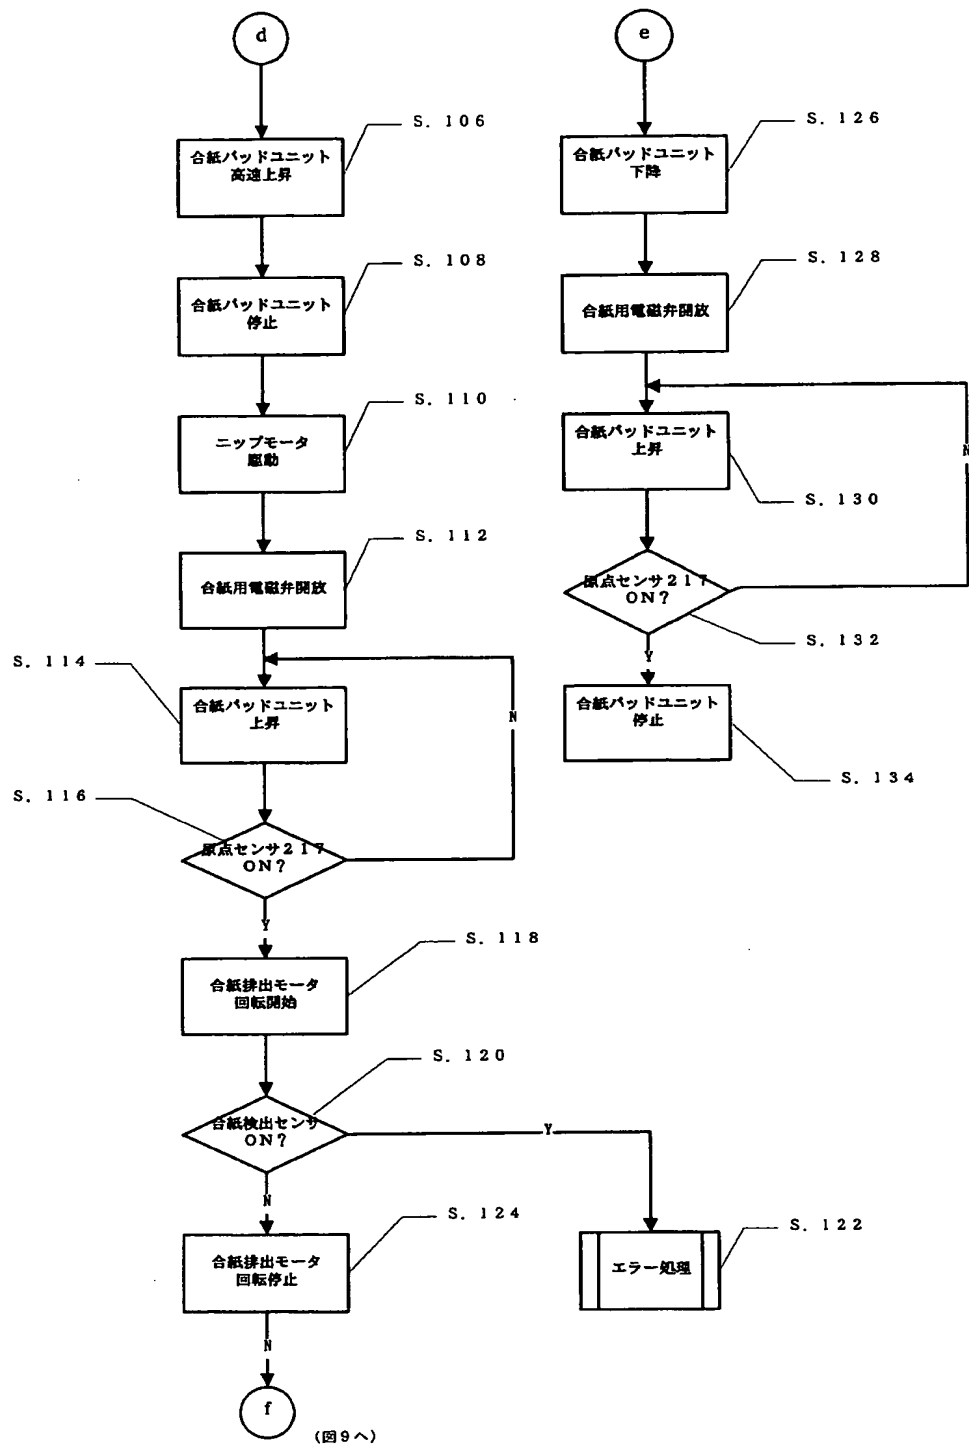 d
S. 106
合紙パッドユニット
高速上昇
S. 108
合紙パッドユニット
停止
S. 110
ニップモータ
駆動
S. 112
合紙用電磁弁開放
S. 114
合紙パッドユニット
上昇
N
S. 116
原点センサ217
ON?
Y
S. 118
合紙排出モータ
回転開始
S. 120
合紙検出センサ
ON?
Y
N
S. 124
合紙排出モータ
回転停止
S. 122
エラー処理
N
f
(図9へ)
e
S. 126
合紙パッドユニット
下降
S. 128
合紙用電磁弁開放
合紙パッドユニット
上昇
N
S. 130
原点センサ217
ON?
S. 132
Y
合紙パッドユニット
停止
S. 134